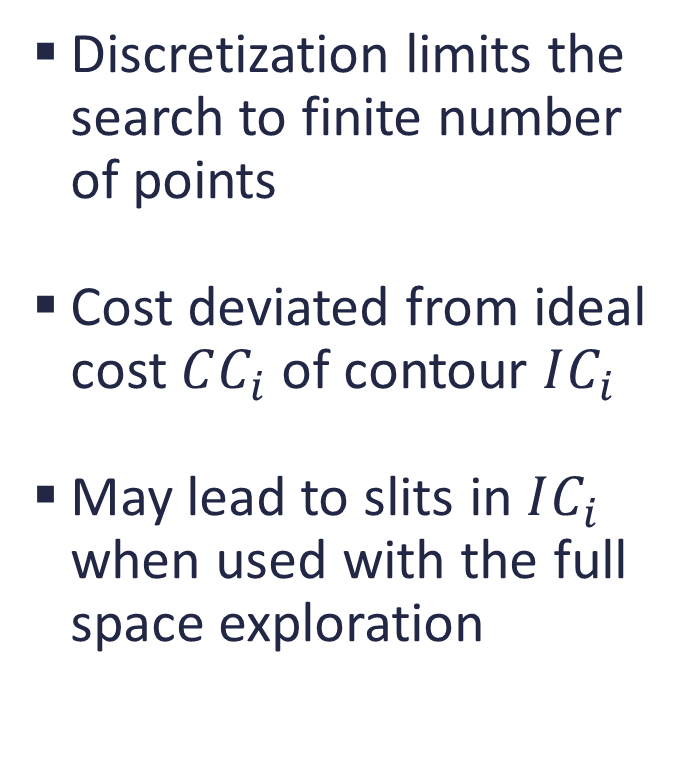 ▪ Discretization limits the
search to finite number
of points
▪ Cost deviated from ideal
cost 𝐶𝐶ᵢ of contour 𝐼𝐶ᵢ
▪ May lead to slits in 𝐼𝐶ᵢ
when used with the full
space exploration